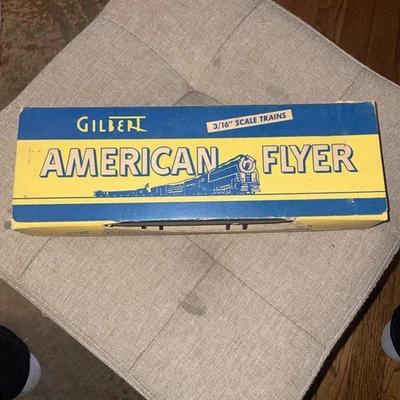 GILBERT
3/16" SCALE TRAINS
AMERICAN FLYER